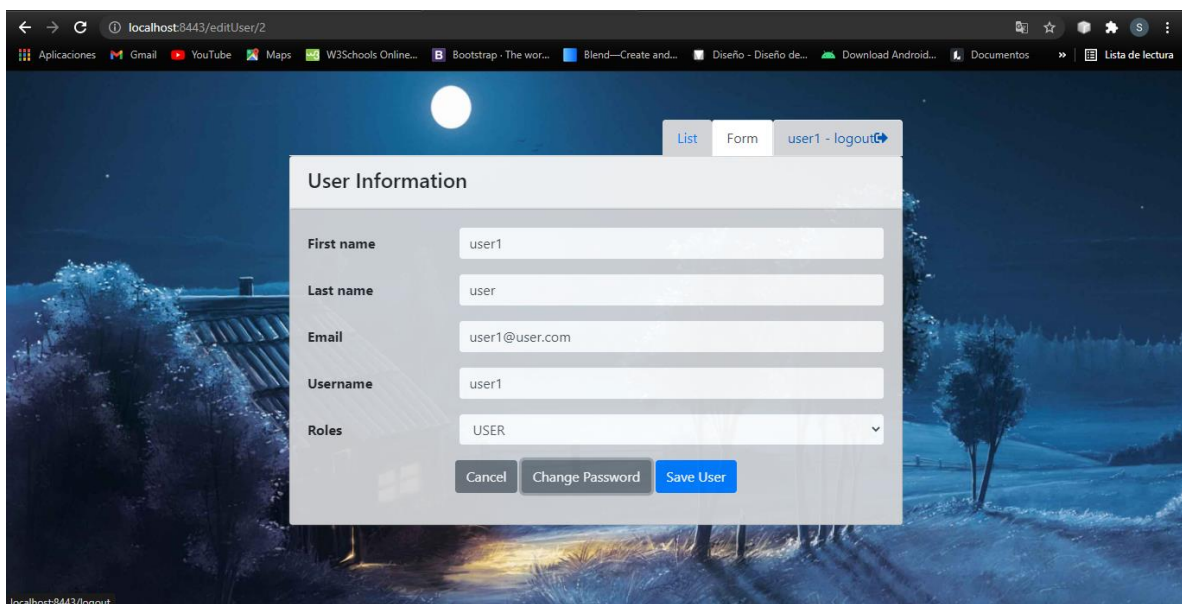 localhost:8443/editUser/2
S
Aplicaciones Gmail YouTube Maps W3Schools Online... B Bootstrap · The wor... Blend—Create and... Diseño - Diseño de... Download Android... Documentos » Lista de lectura
List Form user1 - logout
User Information
First name user1
Last name user
Email user1@user.com
Username user1
Roles USER
Cancel Change Password Save User
localhost:8443/logout